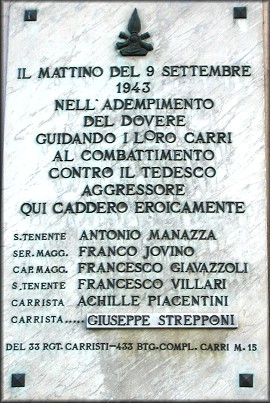 IL MATTINO DEL 9 SETTEMBRE
1943
NELL'ADEMPIMENTO
DEL DOVERE
GUIDANDO I LORO CARRI
AL COMBATTIMENTO
CONTRO IL TEDESCO
AGGRESSORE
QUI CADDERO EROICAMENTE
S.TENENTE ANTONIO MANAZZA
SER. MAGG. FRANCO JOVINO
CAP. MAGG. FRANCESCO GIAVAZZOLI
S.TENENTE FRANCESCO VILLARI
CARRISTA ACHILLE PIACENTINI
CARRISTA..... GIUSEPPE STREPPONI
DEL 33 RGT. CARRISTI-433 BTG. COMPL. CARRI M. 15